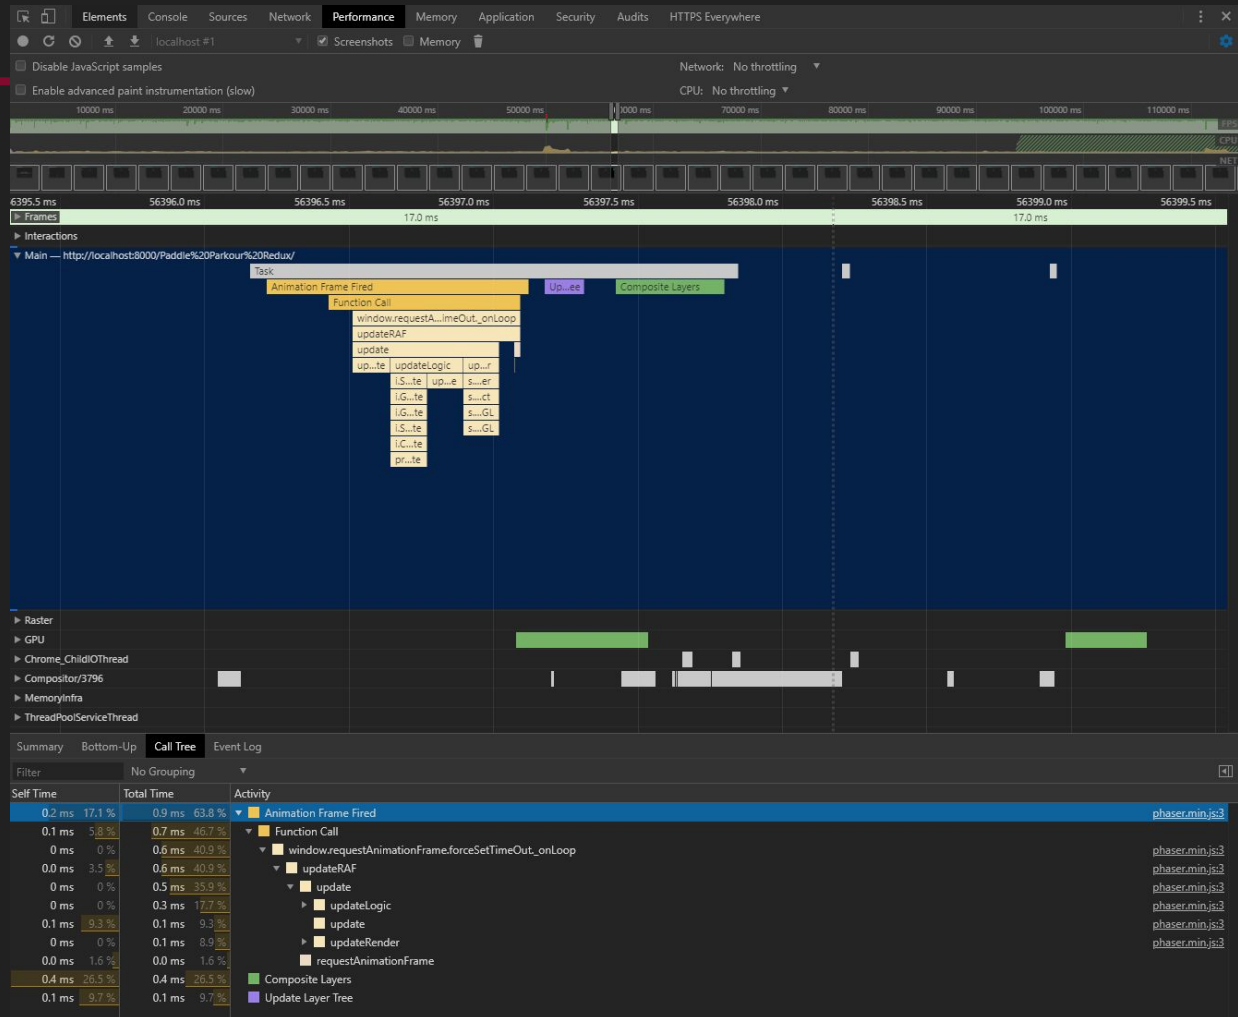 Elements Console Sources Network Performance Memory Application Security Audits HTTPS Everywhere
localhost #1 Screenshots Memory
Disable JavaScript samples Network: No throttling
Enable advanced paint instrumentation (slow) CPU: No throttling
10000 ms 20000 ms 30000 ms 40000 ms 50000 ms 000 ms 70000 ms 80000 ms 90000 ms 100000 ms 110000 ms
FPS
CPU
NET
6395.5 ms 56396.0 ms 56396.5 ms 56397.0 ms 56397.5 ms 56398.0 ms 56398.5 ms 56399.0 ms 56399.5 ms
Frames 17.0 ms 17.0 ms
Interactions
Main — http://localhost:8000/Paddle%20Parkour%20Redux/
Task
Animation Frame Fired Up...ee Composite Layers
Function Call
window.requestA...imeOut._onLoop
updateRAF
update
up...te updateLogic up...r
i.S...te up...e s...er
i.G...te s....ct
i.G...te s....GL
i.S...te s....GL
i.C...te
pr...te
Raster
GPU
Chrome_ChildIOThread
Compositor/3796
MemoryInfra
ThreadPoolServiceThread
Summary Bottom-Up Call Tree Event Log
Filter No Grouping
Self Time Total Time Activity
0.2 ms 17.1 % 0.9 ms 63.8 % Animation Frame Fired phaser.min.js:3
0.1 ms 5.8 % 0.7 ms 46.7 % Function Call
0 ms 0 % 0.6 ms 40.9 % window.requestAnimationFrame.forceSetTimeOut._onLoop phaser.min.js:3
0.0 ms 3.5 % 0.6 ms 40.9 % updateRAF phaser.min.js:3
0 ms 0 % 0.5 ms 35.9 % update phaser.min.js:3
0 ms 0 % 0.3 ms 17.7 % updateLogic phaser.min.js:3
0.1 ms 9.3 % 0.1 ms 9.3 % update phaser.min.js:3
0 ms 0 % 0.1 ms 8.9 % updateRender phaser.min.js:3
0.0 ms 1.6 % 0.0 ms 1.6 % requestAnimationFrame
0.4 ms 26.5 % 0.4 ms 26.5 % Composite Layers
0.1 ms 9.7 % 0.1 ms 9.7 % Update Layer Tree